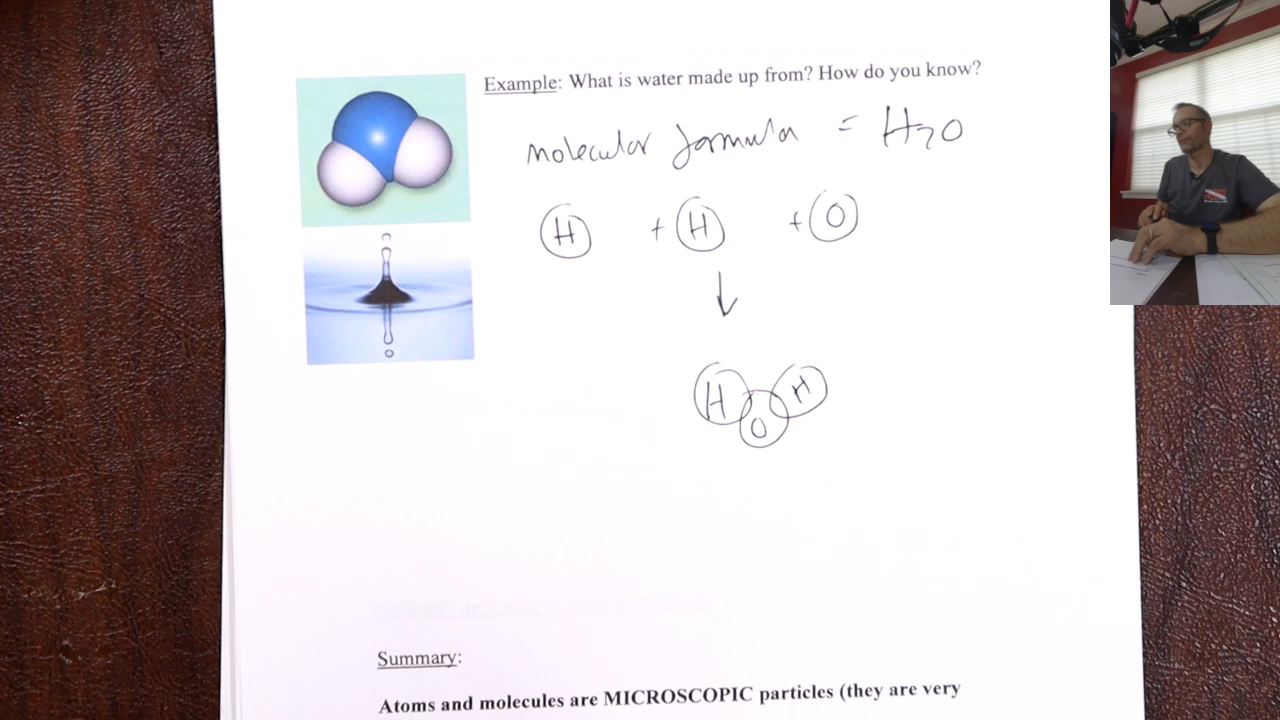 Example: What is water made up from? How do you know?
molecular formula = H2O
H + H + O
H O H
Summary:
Atoms and molecules are MICROSCOPIC particles (they are very